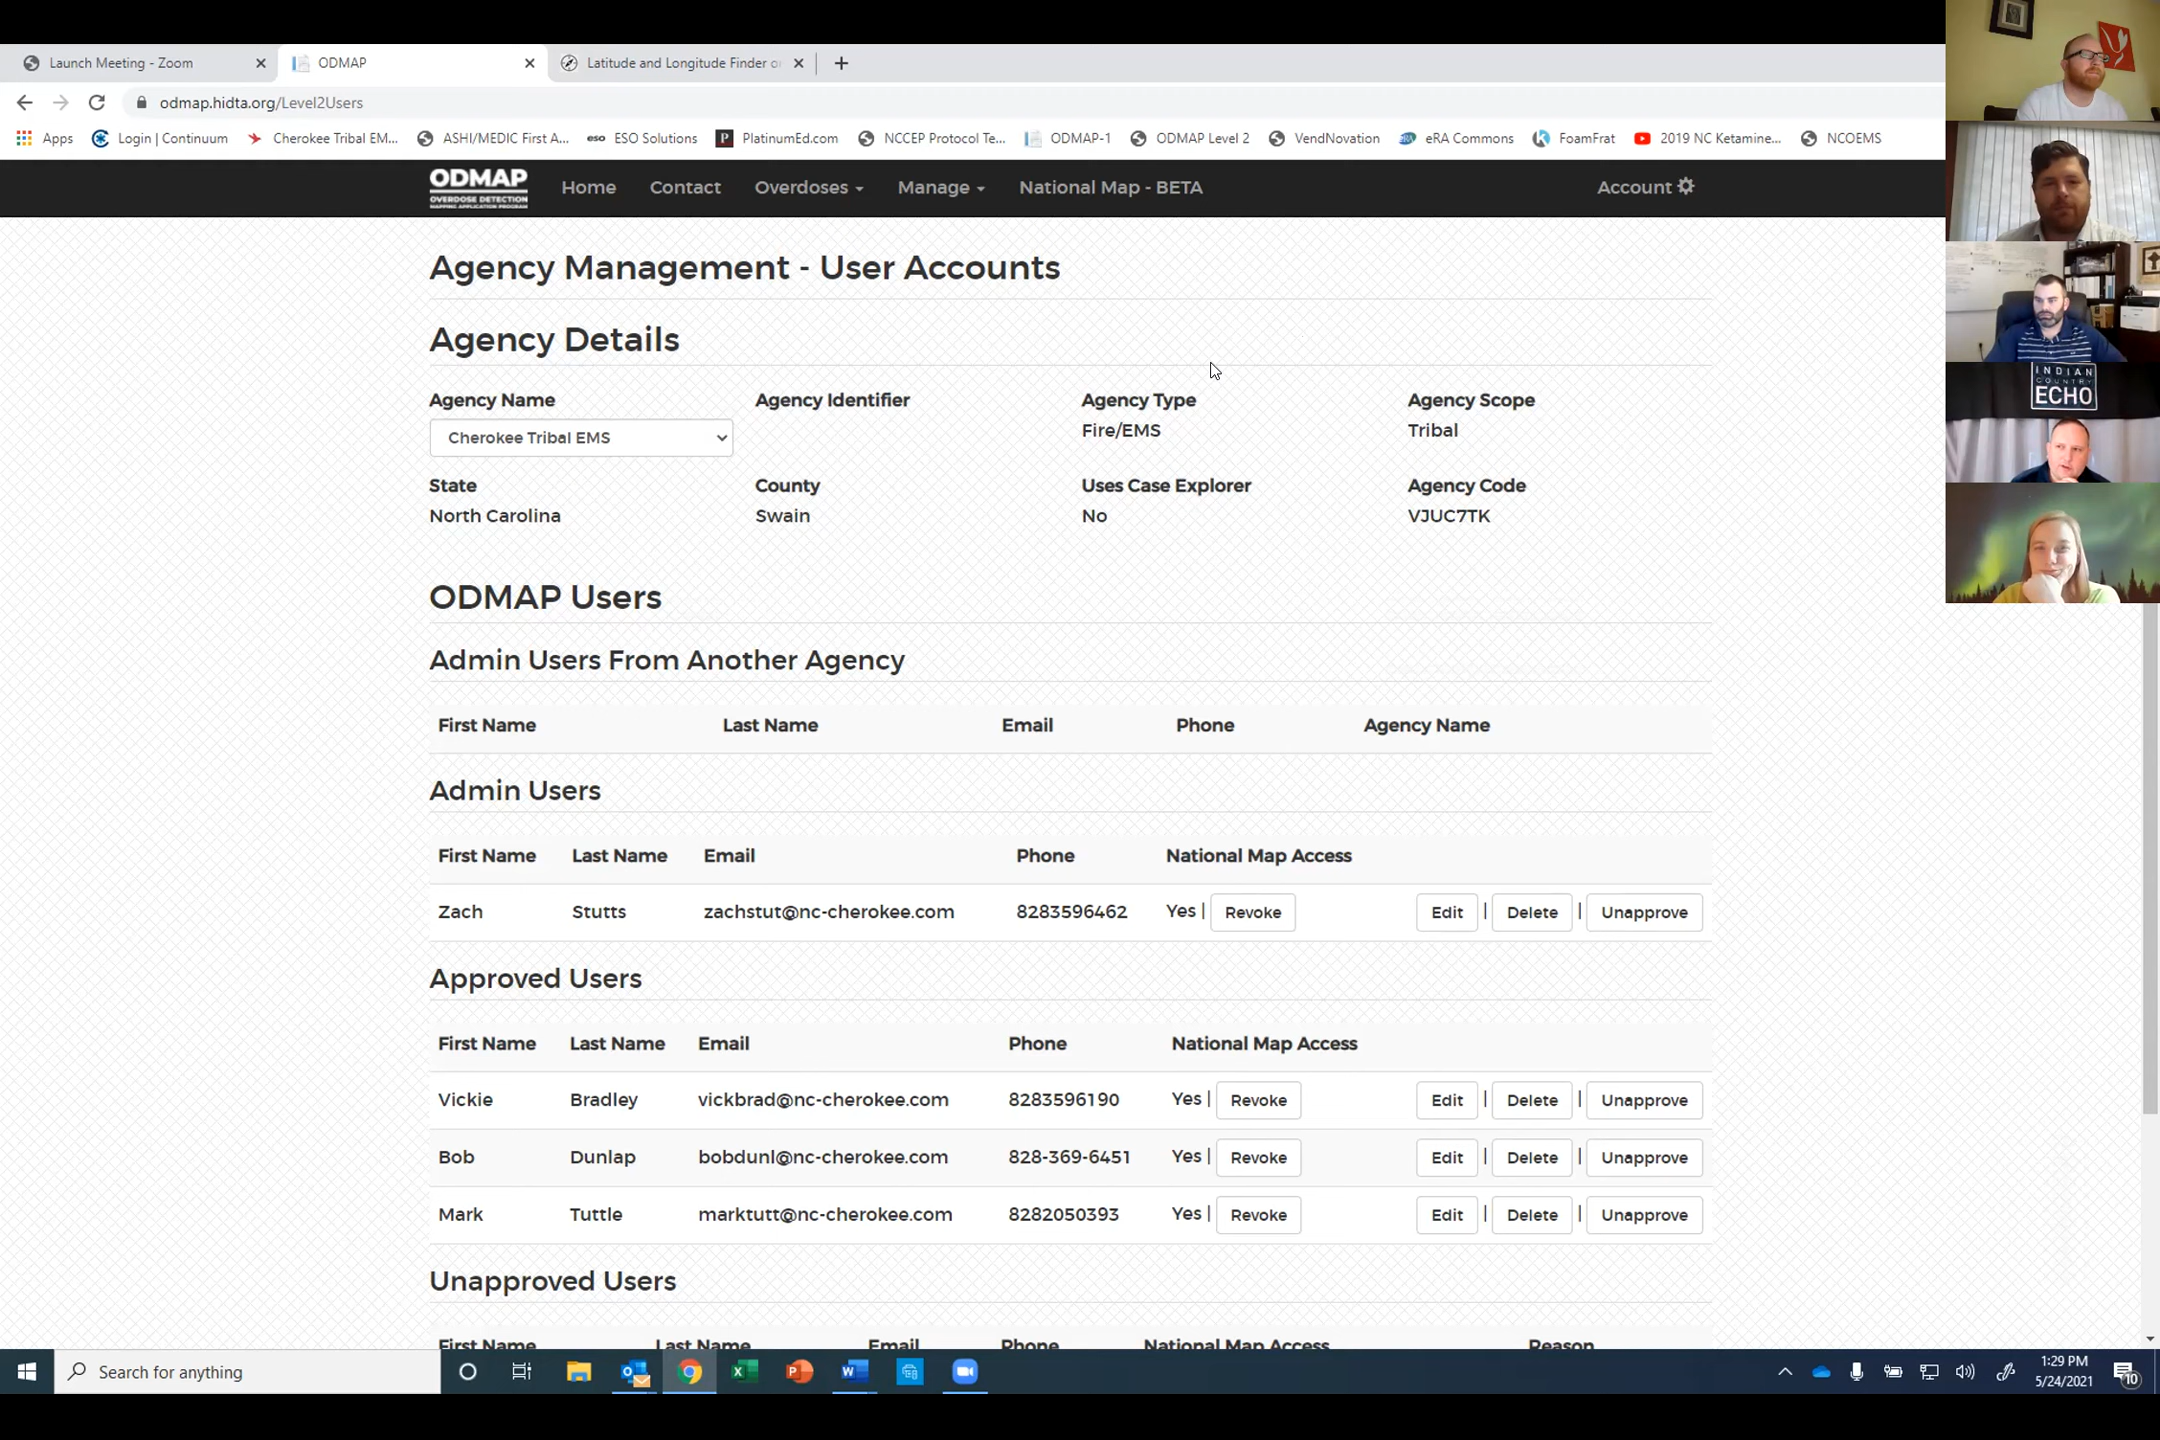 Launch Meeting - Zoom
ODMAP
Latitude and Longitude Finder o
odmap.hidta.org/Level2Users
Apps
Login | Continuum
Cherokee Tribal EM...
ASHI/MEDIC First A...
eso ESO Solutions
P PlatinumEd.com
NCCEP Protocol Te...
ODMAP-1
ODMAP Level 2
VendNovation
eRA eRA Commons
FoamFrat
2019 NC Ketamine...
NCOEMS
ODMAP
OVERDOSE DETECTION
MAPPING APPLICATION PROGRAM
Home
Contact
Overdoses
Manage
National Map - BETA
Account
Agency Management - User Accounts
Agency Details
Agency Name Agency Identifier Agency Type Agency Scope
Cherokee Tribal EMS Fire/EMS Tribal
State County Uses Case Explorer Agency Code
North Carolina Swain No VJUC7TK
ODMAP Users
Admin Users From Another Agency
First Name Last Name Email Phone Agency Name
Admin Users
First Name Last Name Email Phone National Map Access
Zach Stutts zachstut@nc-cherokee.com 8283596462 Yes | Revoke Edit | Delete | Unapprove
Approved Users
First Name Last Name Email Phone National Map Access
Vickie Bradley vickbrad@nc-cherokee.com 8283596190 Yes | Revoke Edit | Delete | Unapprove
Bob Dunlap bobdunl@nc-cherokee.com 828-369-6451 Yes | Revoke Edit | Delete | Unapprove
Mark Tuttle marktutt@nc-cherokee.com 8282050393 Yes | Revoke Edit | Delete | Unapprove
Unapproved Users
First Name Last Name Email Phone National Map Access Reason
INDIAN
COUNTRY
ECHO
Search for anything
1:29 PM
5/24/2021
10